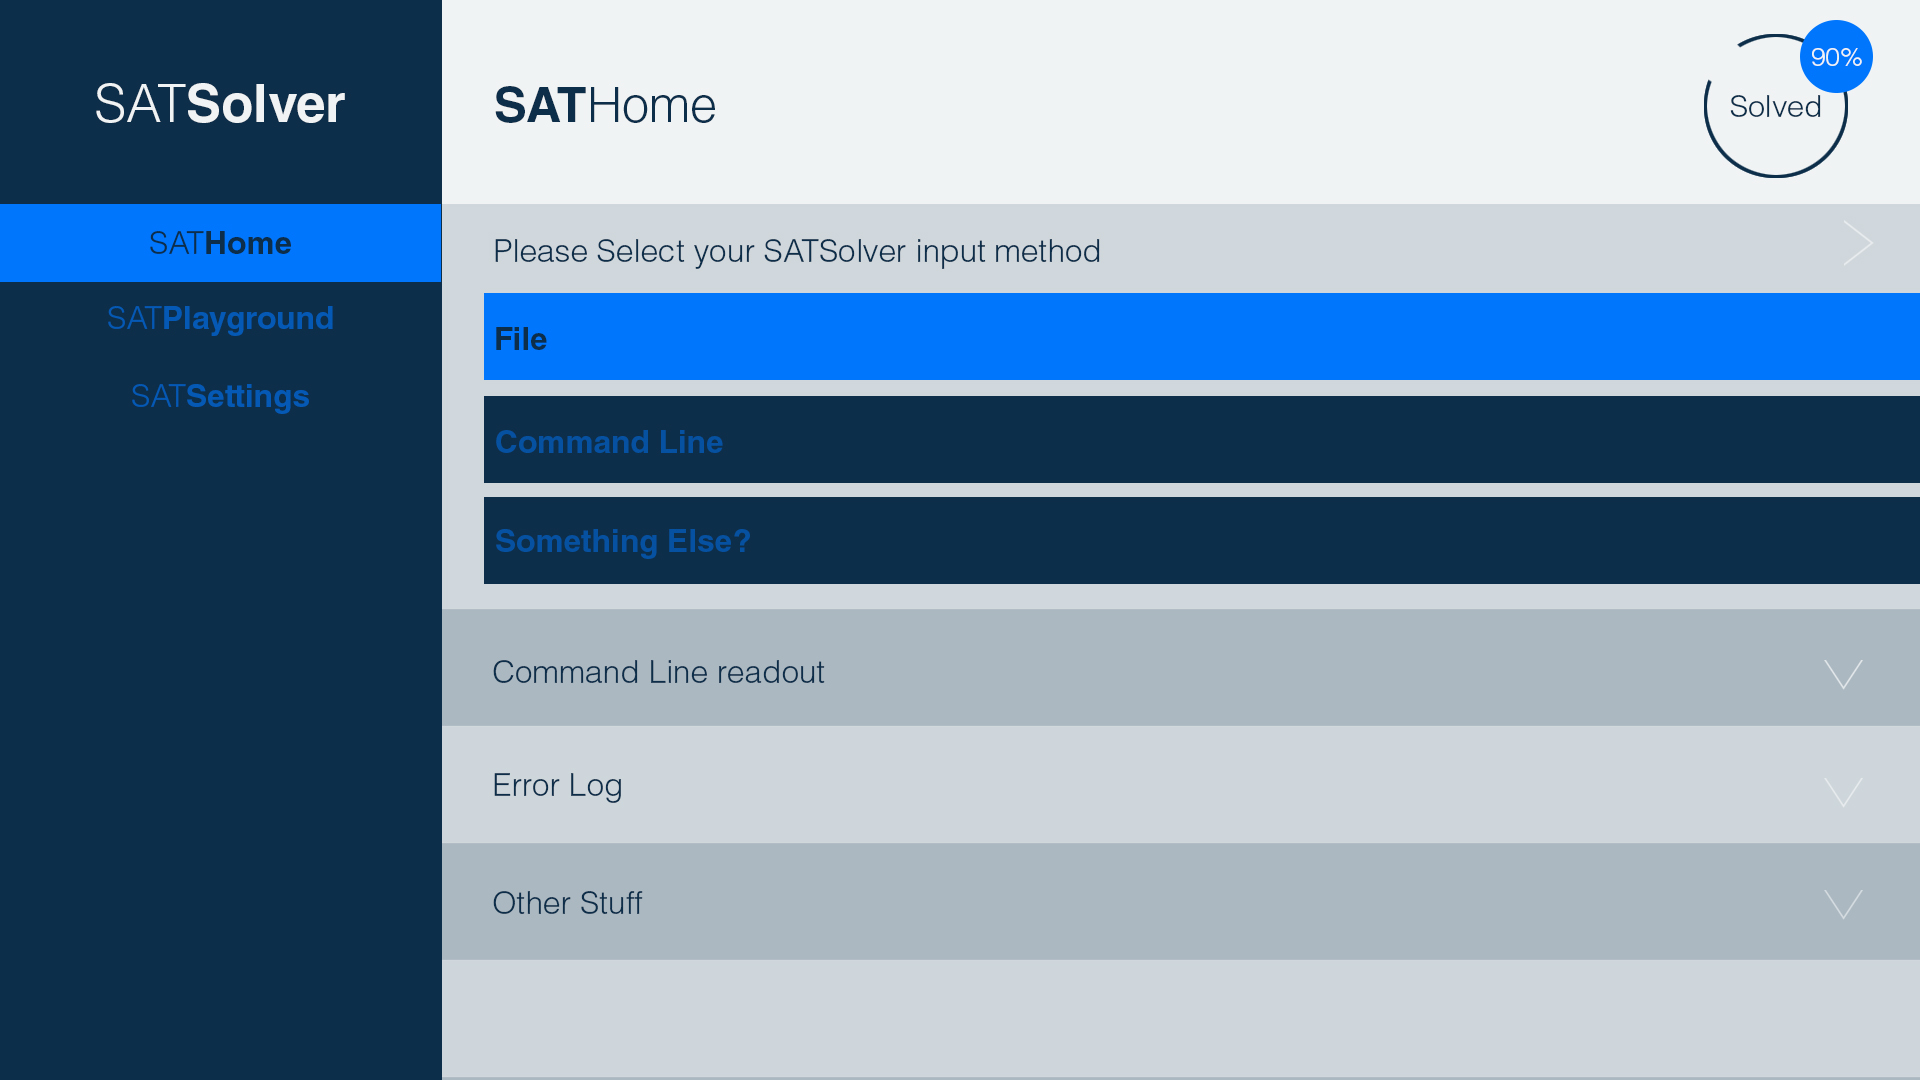 SATSolver
SATHome
SATPlayground
SATSettings
SATHome
90%
Solved
Please Select your SATSolver input method
File
Command Line
Something Else?
Command Line readout
Error Log
Other Stuff